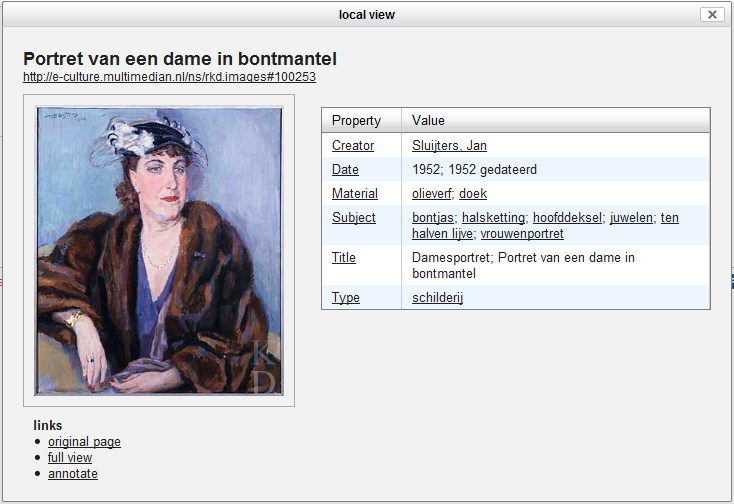 local view
Portret van een dame in bontmantel
http://e-culture.multimedian.nl/ns/rkd.images#100253
Property Value
Creator Sluijters, Jan
Date 1952; 1952 gedateerd
Material olieverf; doek
Subject bontjas; halsketting; hoofddeksel; juwelen; ten
halven lijve; vrouwenportret
Title Damesportret; Portret van een dame in
bontmantel
Type schilderij
K
D
links
original page
full view
annotate